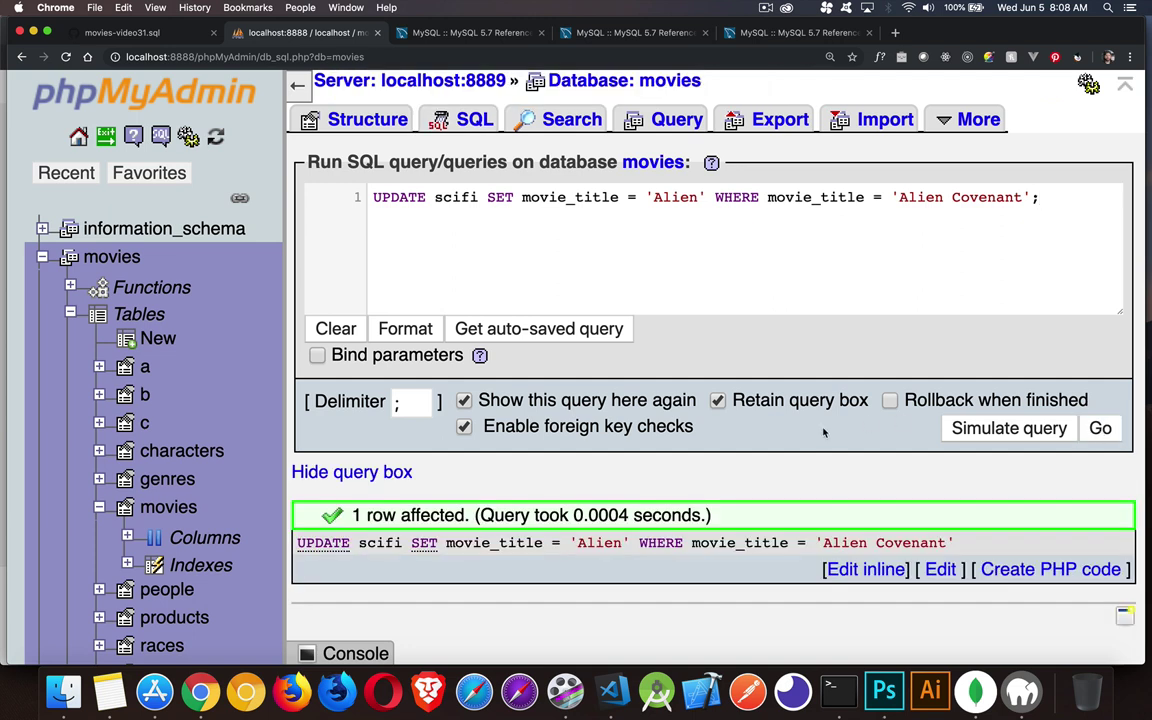 Chrome File Edit View History Bookmarks People Window Help 100% Wed Jun 5 8:08 AM
movies-video31.sql × localhost:8888 / localhost / mo × MySQL :: MySQL 5.7 Referenc × MySQL :: MySQL 5.7 Referenc × MySQL :: MySQL 5.7 Referenc × +
localhost:8888/phpMyAdmin/db_sql.php?db=movies
phpMyAdmin
Recent Favorites
information_schema
movies
Functions
Tables
New
a
b
c
characters
genres
movies
Columns
Indexes
people
products
races
Server: localhost:8889 » Database: movies
Structure SQL Search Query Export Import More
Run SQL query/queries on database movies:
1 UPDATE scifi SET movie_title = 'Alien' WHERE movie_title = 'Alien Covenant';
Clear Format Get auto-saved query
Bind parameters
[ Delimiter ; ] Show this query here again Retain query box Rollback when finished
Enable foreign key checks
Simulate query Go
Hide query box
1 row affected. (Query took 0.0004 seconds.)
UPDATE scifi SET movie_title = 'Alien' WHERE movie_title = 'Alien Covenant'
[Edit inline] [ Edit ] [ Create PHP code ]
Console
Ps Ai